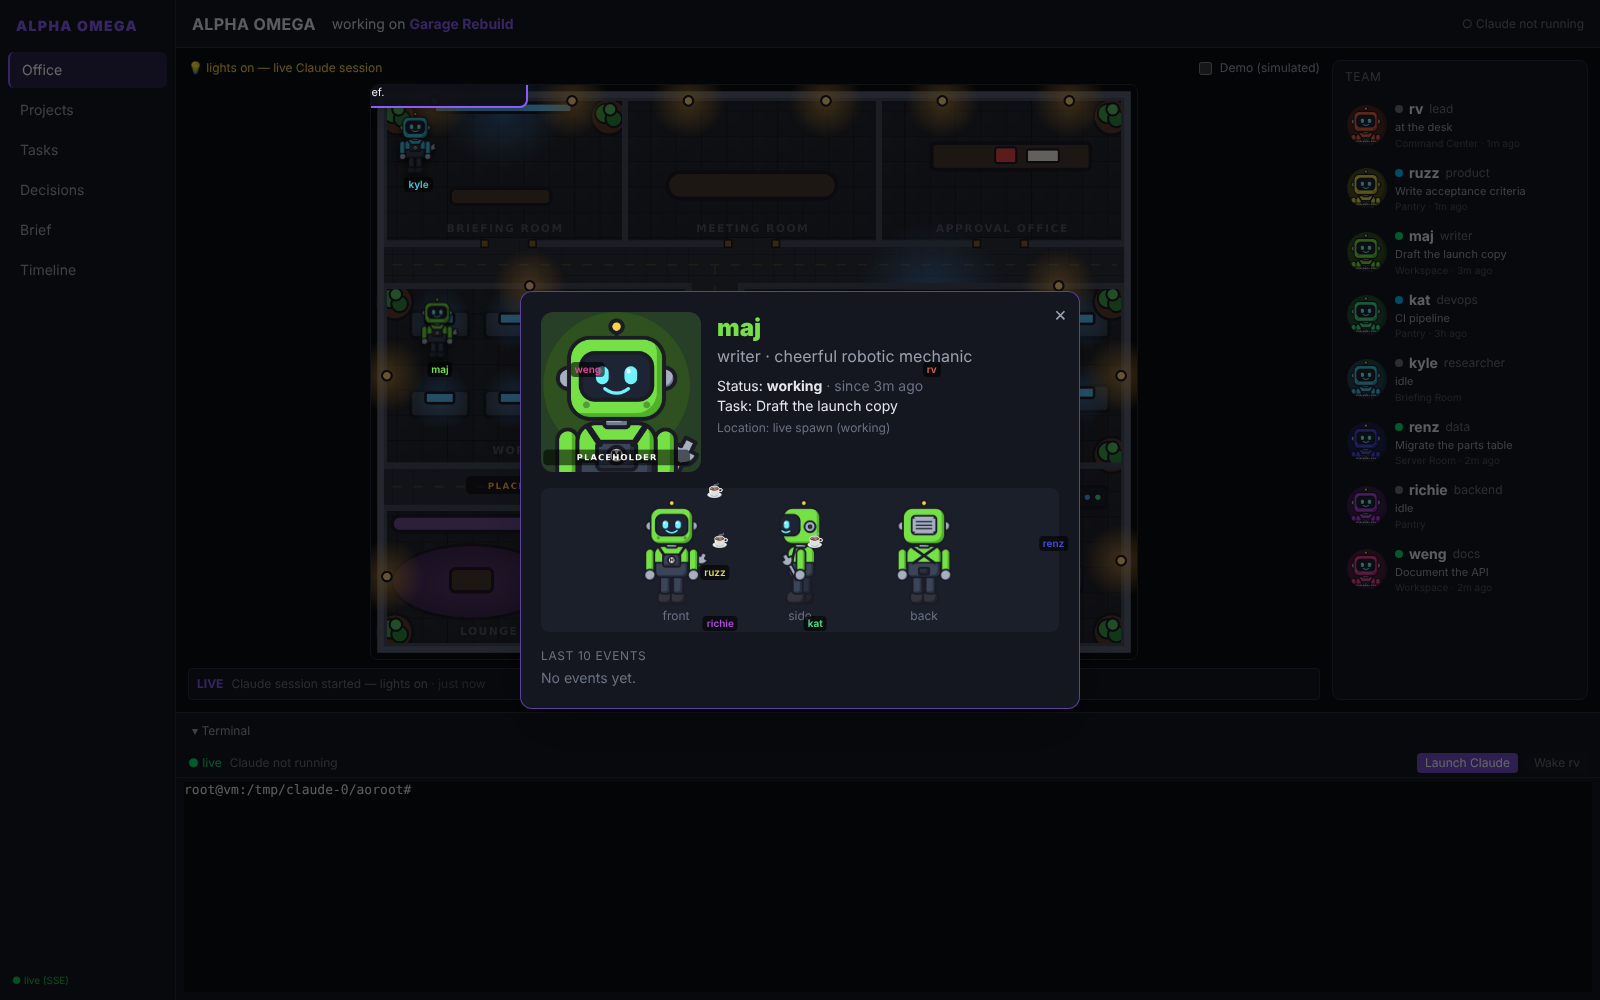 ALPHA OMEGA
Office
Projects
Tasks
Decisions
Brief
Timeline
live (SSE)
ALPHA OMEGA working on Garage Rebuild
Claude not running
💡 lights on — live Claude session
Demo (simulated)
ef.
kyle
BRIEFING ROOM
MEETING ROOM
APPROVAL OFFICE
maj
LOUNGE
maj
writer · cheerful robotic mechanic
Status: working · since 3m ago
Task: Draft the launch copy
Location: live spawn (working)
PLACEHOLDER
weng
rv
ruzz
renz
richie
kat
front
side
back
LAST 10 EVENTS
No events yet.
LIVE Claude session started — lights on · just now
TEAM
rv lead
at the desk
Command Center · 1m ago
ruzz product
Write acceptance criteria
Pantry · 1m ago
maj writer
Draft the launch copy
Workspace · 3m ago
kat devops
CI pipeline
Pantry · 3h ago
kyle researcher
idle
Briefing Room
renz data
Migrate the parts table
Server Room · 2m ago
richie backend
idle
Pantry
weng docs
Document the API
Workspace · 2m ago
▾ Terminal
live Claude not running
Launch Claude
Wake rv
root@vm:/tmp/claude-0/aoroot#